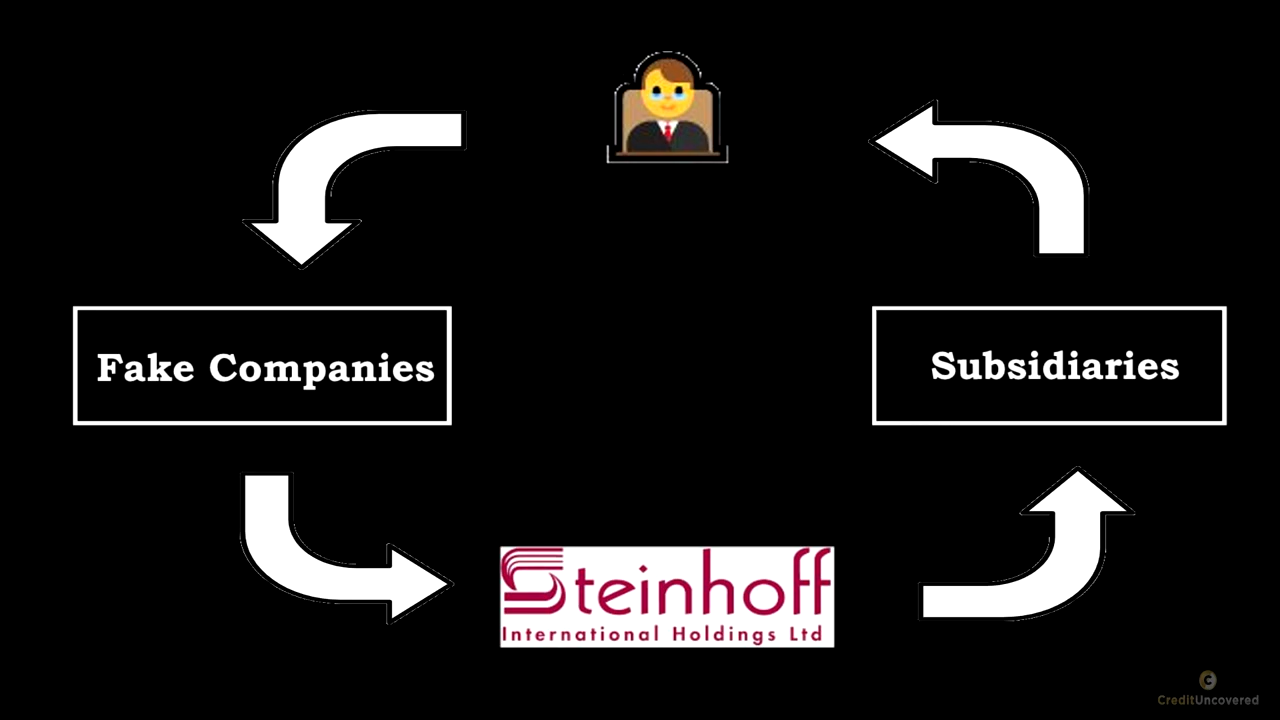 Fake Companies
Subsidiaries
Steinhoff
International Holdings Ltd
C
CreditUncovered